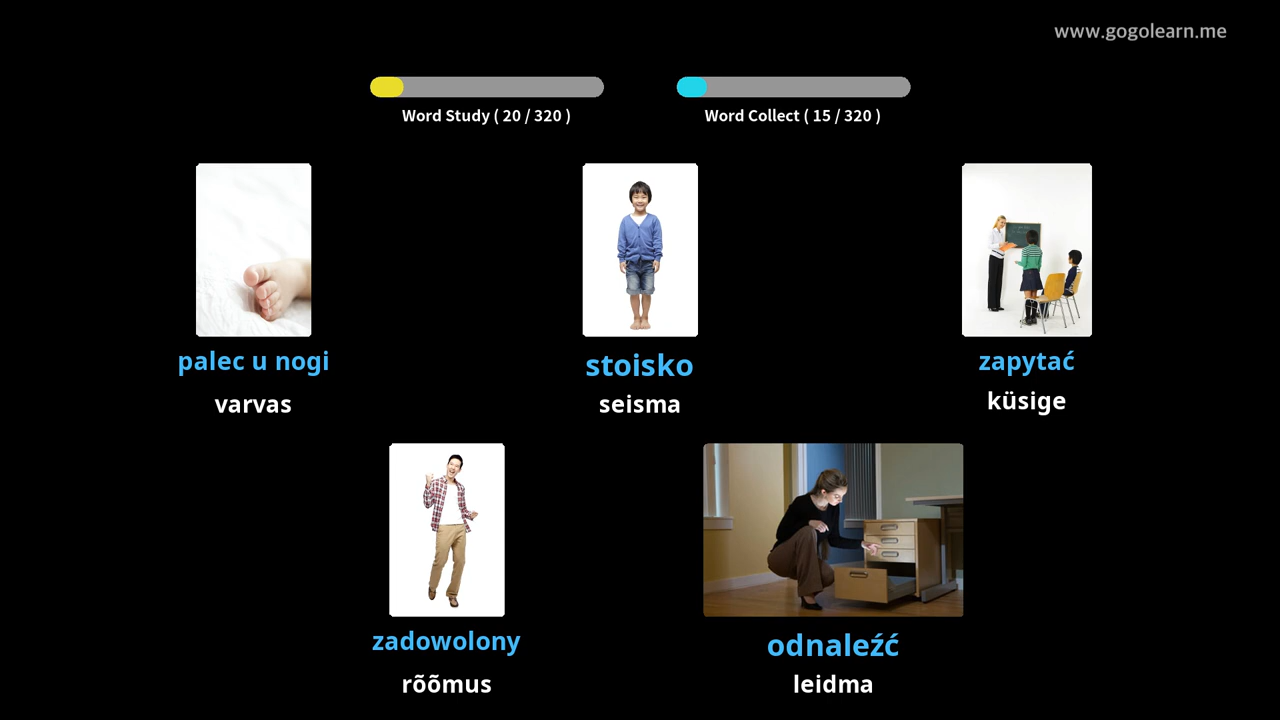 www.gogolearn.me
Word Study ( 20 / 320 )
Word Collect ( 15 / 320 )
palec u nogi
varvas
stoisko
seisma
zapytać
küsige
zadowolony
rõõmus
odnaleźć
leidma